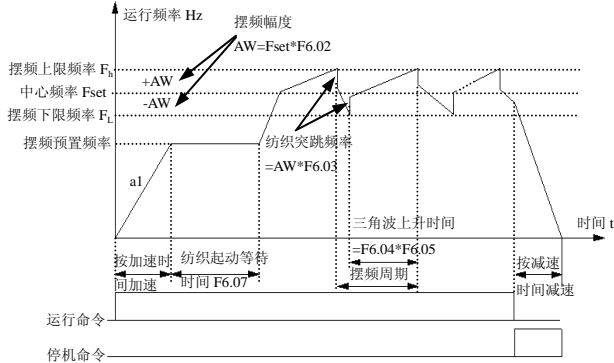 运行频率 Hz
摆频幅度
AW=Fset*F6.02
摆频上限频率 Fh
+AW
中心频率 Fset
-AW
摆频下限频率 FL
摆频预置频率
纺织突跳频率
=AW*F6.03
a1
三角波上升时间
时间 t
=F6.04*F6.05
按加速时
间加速
纺织起动等待
时间 F6.07
摆频周期
按减速
时间减速
运行命令
停机命令